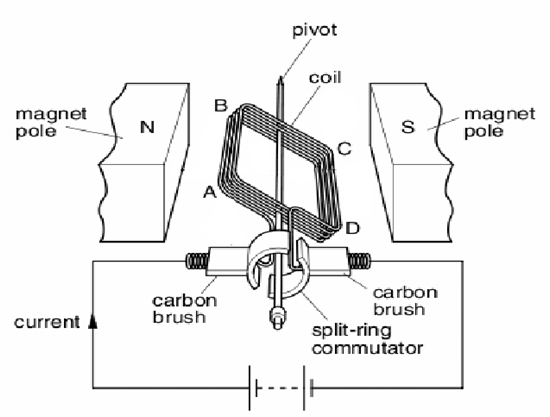 pivot
coil
B
magnet
pole
N
S
magnet
pole
C
A
D
carbon
brush
carbon
brush
current
split-ring
commutator